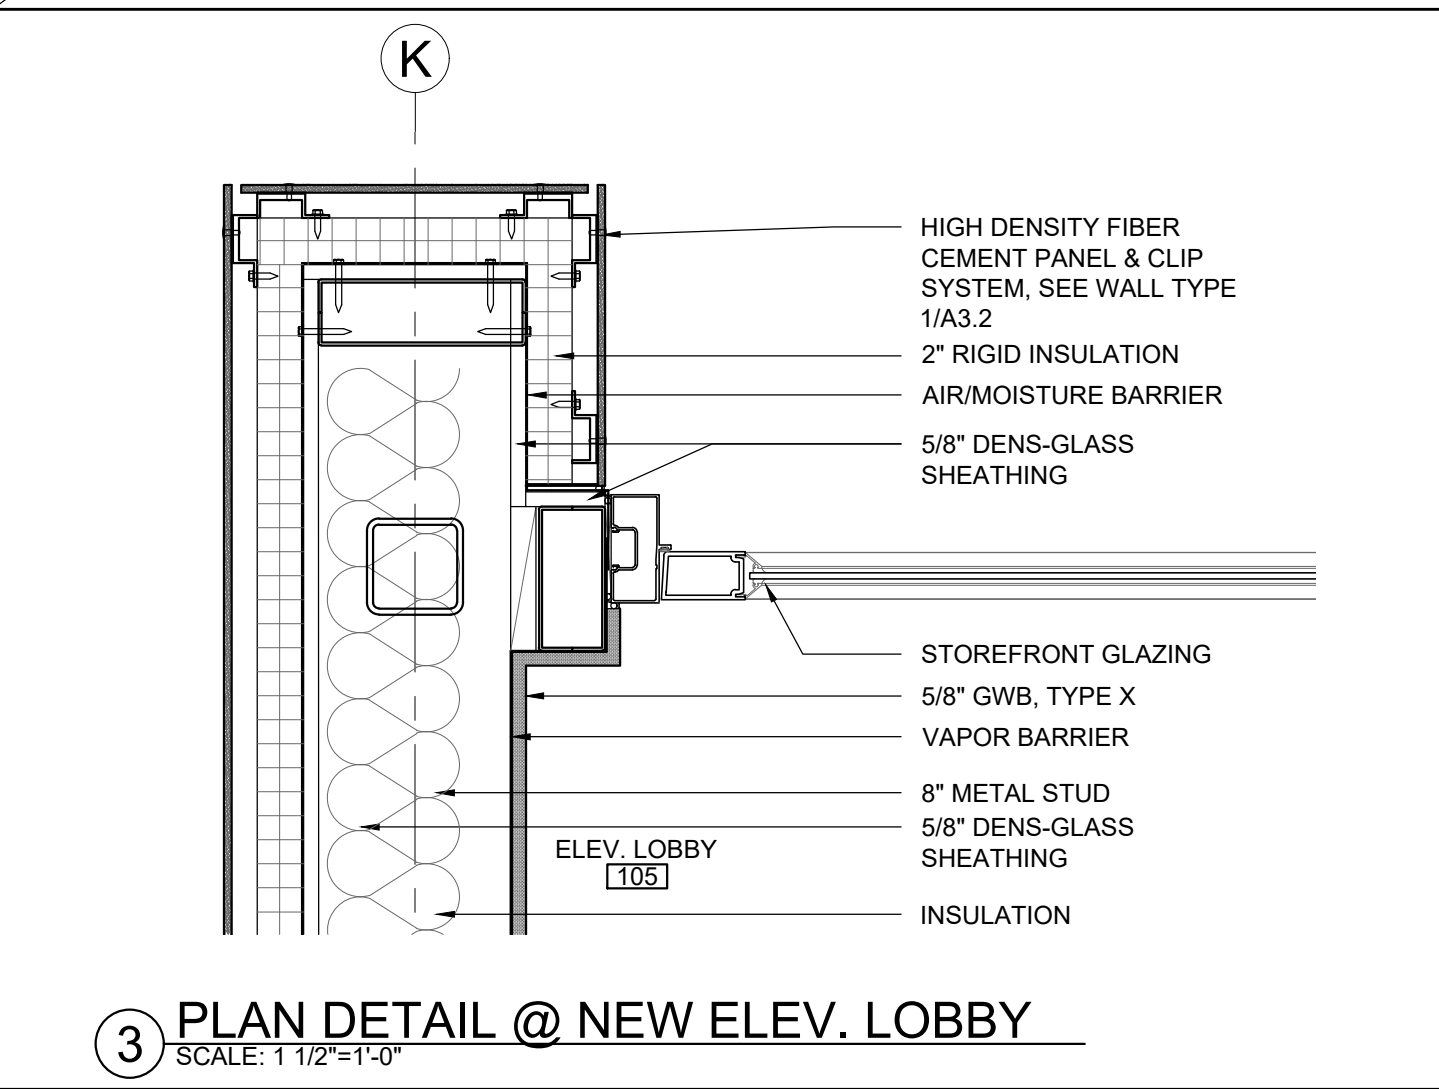 K
HIGH DENSITY FIBER
CEMENT PANEL & CLIP
SYSTEM, SEE WALL TYPE
1/A3.2
2" RIGID INSULATION
AIR/MOISTURE BARRIER
5/8" DENS-GLASS
SHEATHING
STOREFRONT GLAZING
5/8" GWB, TYPE X
VAPOR BARRIER
8" METAL STUD
5/8" DENS-GLASS
SHEATHING
ELEV. LOBBY
105
INSULATION
3 PLAN DETAIL @ NEW ELEV. LOBBY
SCALE: 1 1/2"=1'-0"